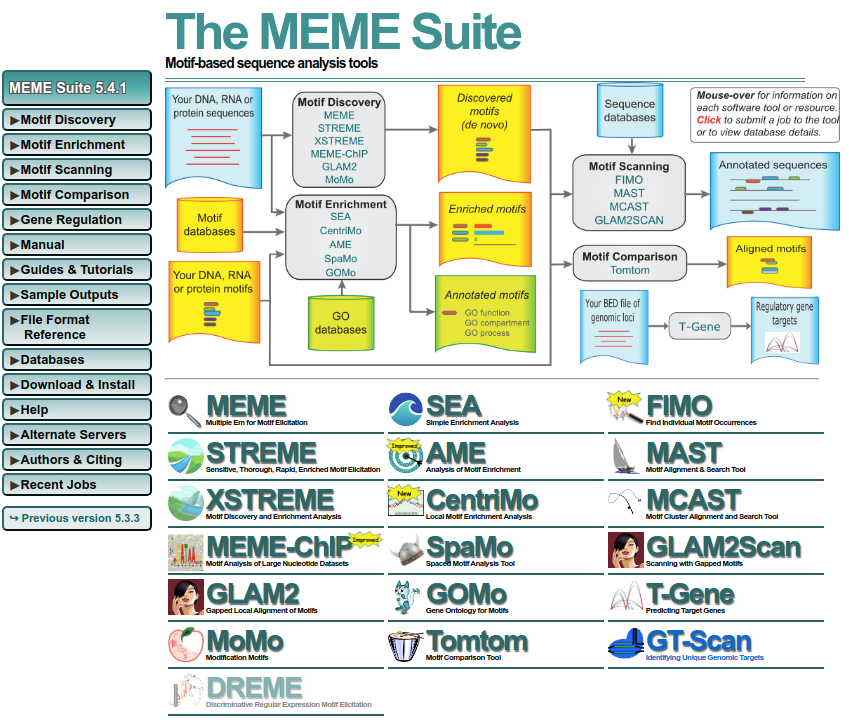 The MEME Suite
Motif-based sequence analysis tools
MEME Suite 5.4.1
▶Motif Discovery
▶Motif Enrichment
▶Motif Scanning
▶Motif Comparison
▶Gene Regulation
▶Manual
▶Guides & Tutorials
▶Sample Outputs
▶File Format
Reference
▶Databases
▶Download & Install
▶Help
▶Alternate Servers
▶Authors & Citing
▶Recent Jobs
↪ Previous version 5.3.3
Your DNA, RNA or
protein sequences
Motif
databases
Your DNA, RNA
or protein motifs
Motif Discovery
MEME
STREME
XSTREME
MEME-ChIP
GLAM2
MoMo
Motif Enrichment
SEA
CentriMo
AME
SpaMo
GOMo
GO
databases
Discovered
motifs
(de novo)
Enriched motifs
Annotated motifs
GO function
GO compartment
GO process
Sequence
databases
Mouse-over for information on
each software tool or resource.
Click to submit a job to the tool
or to view database details.
Motif Scanning
FIMO
MAST
MCAST
GLAM2SCAN
Annotated sequences
Motif Comparison
Tomtom
Aligned motifs
Your BED file of
genomic loci
T-Gene
Regulatory gene
targets
MEME
Multiple Em for Motif Elicitation
SEA
Simple Enrichment Analysis
New
FIMO
Find Individual Motif Occurrences
STREME
Sensitive, Thorough, Rapid, Enriched Motif Elicitation
Improved
AME
Analysis of Motif Enrichment
MAST
Motif Alignment & Search Tool
XSTREME
Motif Discovery and Enrichment Analysis
New
CentriMo
Local Motif Enrichment Analysis
MCAST
Motif Cluster Alignment and Search Tool
MEME-ChIP
Improved
Motif Analysis of Large Nucleotide Datasets
SpaMo
Spaced Motif Analysis Tool
GLAM2Scan
Scanning with Gapped Motifs
GLAM2
Gapped Local Alignment of Motifs
GOMo
Gene Ontology for Motifs
T-Gene
Predicting Target Genes
MoMo
Modification Motifs
Tomtom
Motif Comparison Tool
GT-Scan
Identifying Unique Genomic Targets
DREME
Discriminative Regular Expression Motif Elicitation